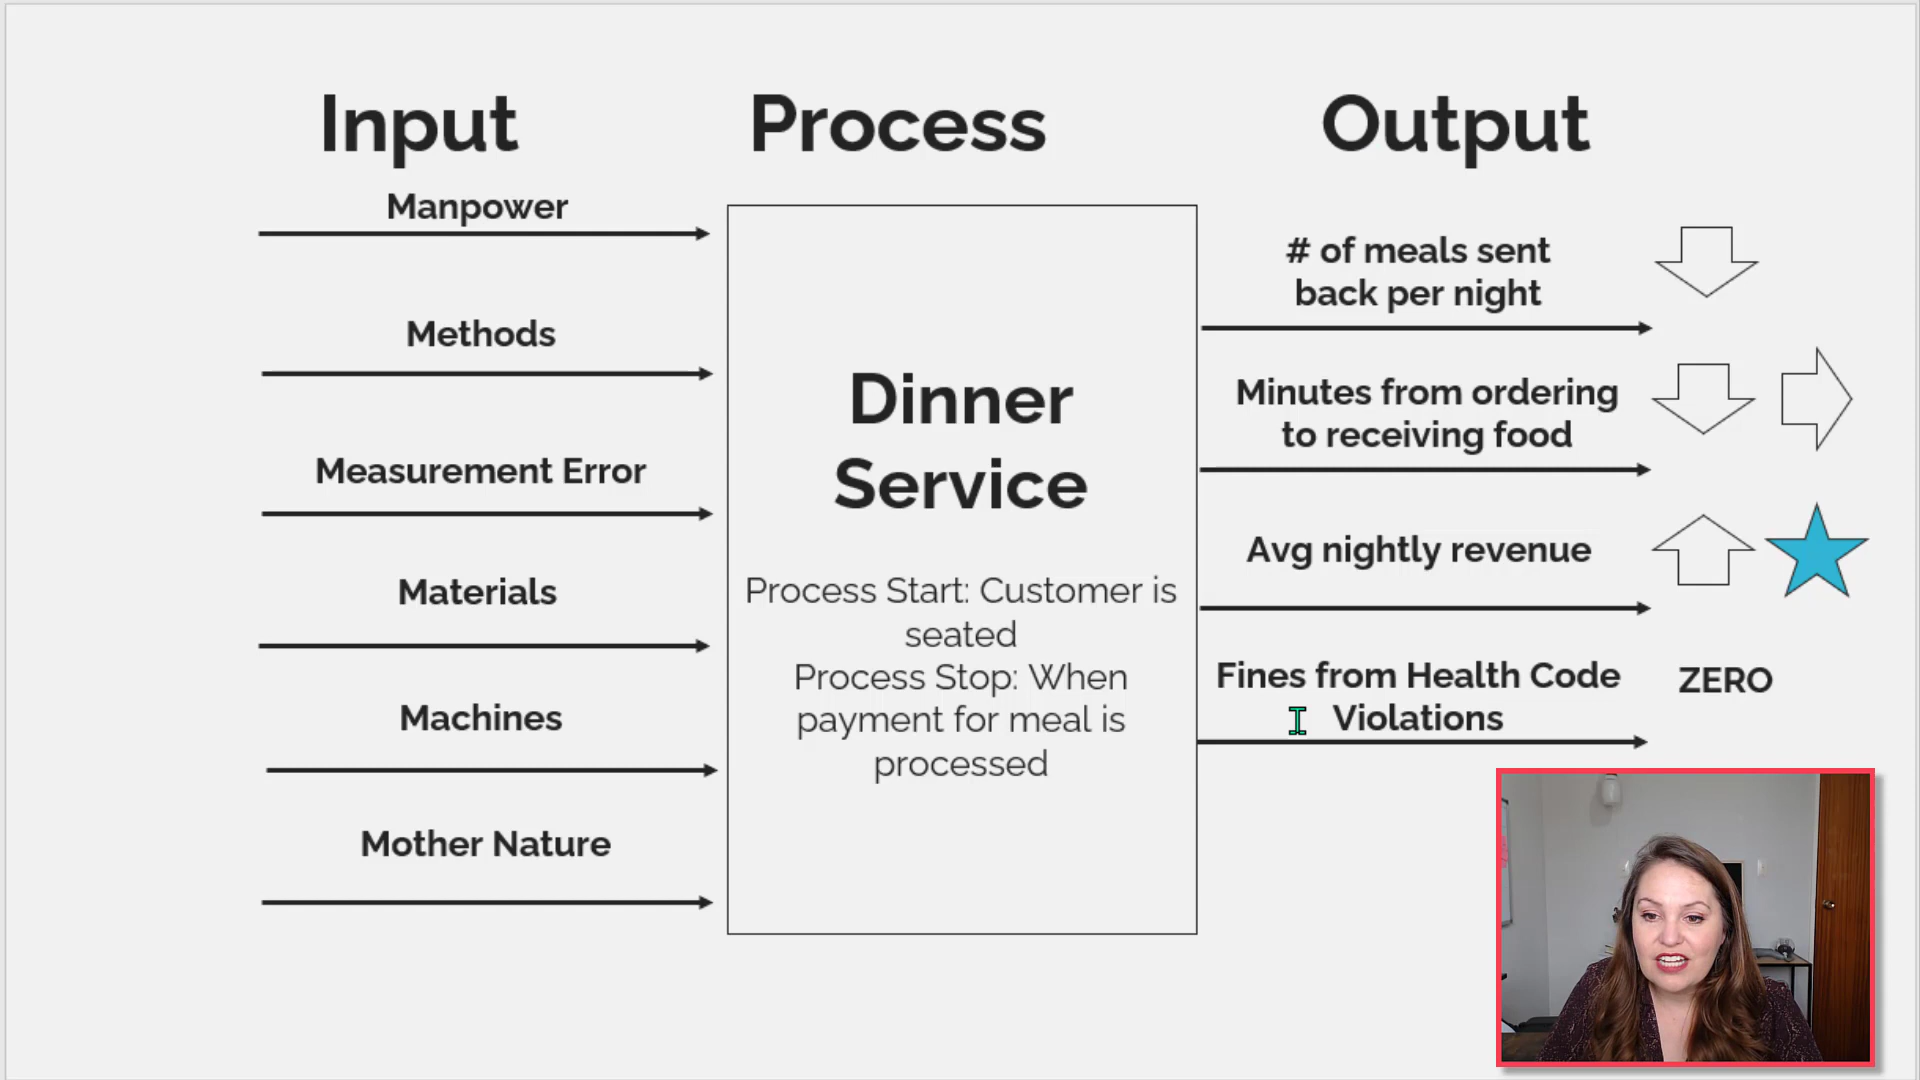 Input
Process
Output
Manpower
Methods
Measurement Error
Materials
Machines
Mother Nature
Dinner
Service
Process Start: Customer is
seated
Process Stop: When
payment for meal is
processed
# of meals sent
back per night
Minutes from ordering
to receiving food
Avg nightly revenue
Fines from Health Code
Violations
ZERO